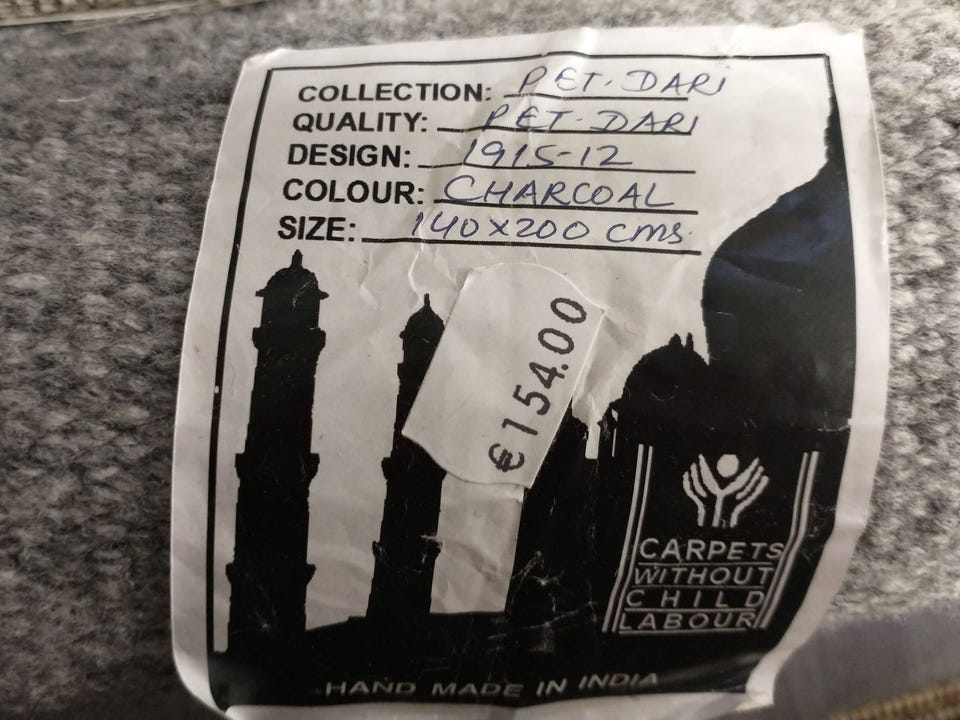 COLLECTION: PET. DARI
QUALITY: PET-DARI
DESIGN: 1915-12
COLOUR: CHARCOAL
SIZE: 140x200 cms.
€154.00
CARPETS
WITHOUT
CHILD
LABOUR
HAND MADE IN INDIA